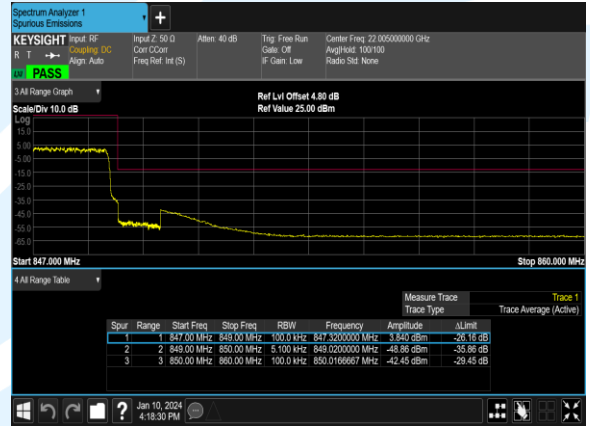 Spectrum Analyzer 1
Spurious Emissions
+
KEYSIGHT Input: RF Input Z: 50 Ω Atten: 40 dB Trig: Free Run Center Freq: 22.005000000 GHz
R T Coupling: DC Corr CCorr Gate: Off Avg|Hold: 100/100
Align: Auto Freq Ref: Int (S) IF Gain: Low Radio Std: None
PASS
3 All Range Graph
Ref Lvl Offset 4.80 dB
Scale/Div 10.0 dB Ref Value 25.00 dBm
Log
15.0
5.00
-5.00
-15.0
-25.0
-35.0
-45.0
-55.0
-65.0
Start 847.000 MHz Stop 860.000 MHz
4 All Range Table
Measure Trace Trace 1
Trace Type Trace Average (Active)
Spur Range Start Freq Stop Freq RBW Frequency Amplitude ΔLimit
1 1 847.00 MHz 849.00 MHz 100.0 kHz 847.3200000 MHz 3.840 dBm -26.16 dB
2 2 849.00 MHz 850.00 MHz 5.100 kHz 849.0200000 MHz -48.86 dBm -35.86 dB
3 3 850.00 MHz 860.00 MHz 100.0 kHz 850.0166667 MHz -42.45 dBm -29.45 dB
? Jan 10, 2024
4:18:30 PM